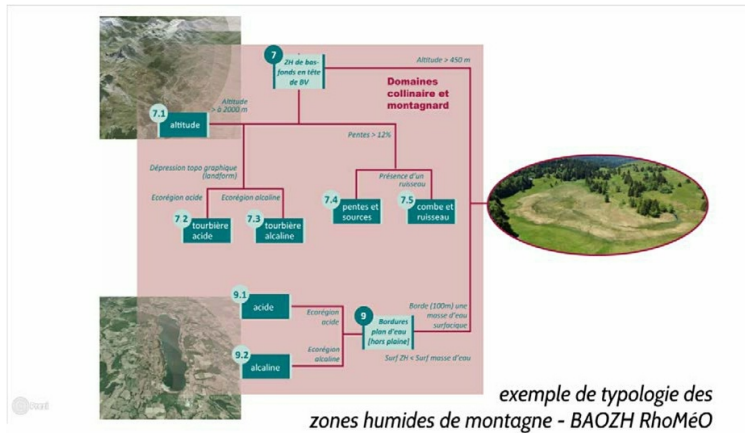 7
ZH de bas-
fonds en tête
de BV
Altitude > 450 m
Domaines
collinaire et
montagnard
7.1
altitude
Altitude
> à 2000 m
Pentes > 12%
Dépression topo graphique
(landform)
Présence d'un
ruisseau
Ecorégion acide
Ecorégion alcaline
7.2
tourbière
acide
7.3
tourbière
alcaline
7.4
pentes et
sources
7.5
combe et
ruisseau
9.1
acide
Ecorégion
acide
9
Bordures
plan d'eau
[hors plaine]
Borde (100m) une
masse d'eau
surfacique
9.2
alcaline
Ecorégion
alcaline
Surf ZH < Surf masse d'eau
exemple de typologie des
zones humides de montagne - BAOZH RhoMéO